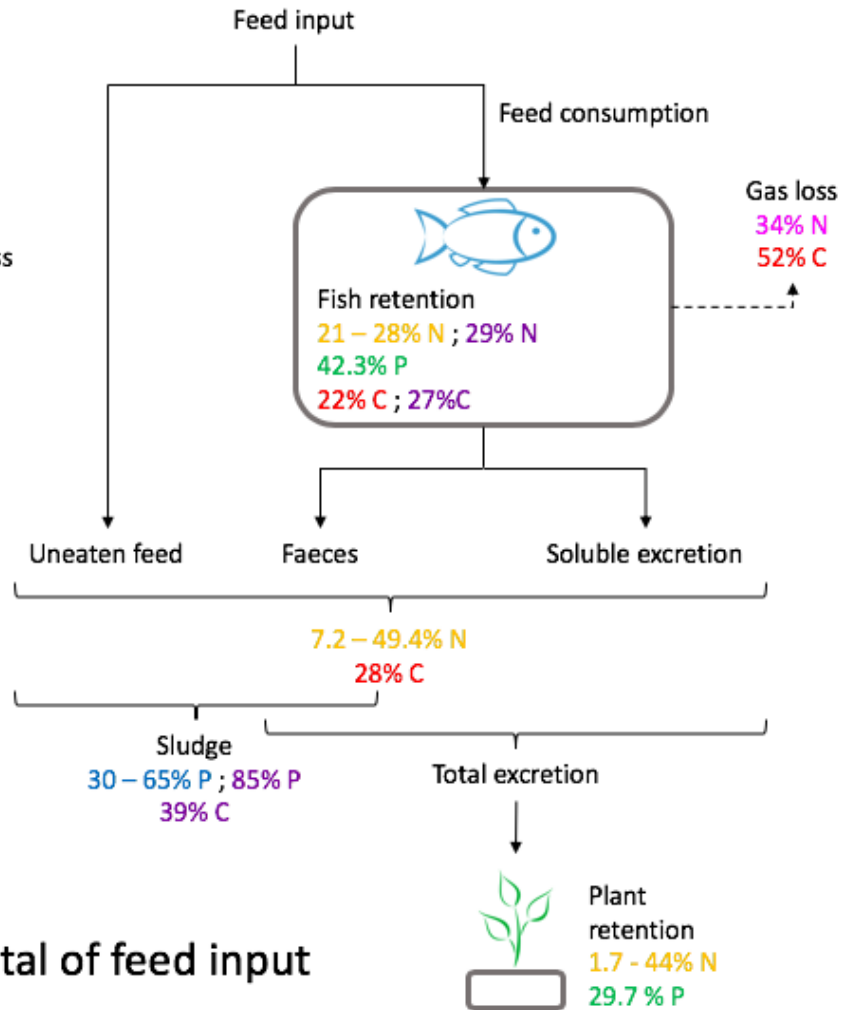 Feed input
Feed consumption
Gas loss
34% N
52% C
Fish retention
21 – 28% N ; 29% N
42.3% P
22% C ; 27%C
Uneaten feed
Faeces
Soluble excretion
7.2 – 49.4% N
28% C
Sludge
30 – 65% P ; 85% P
39% C
Total excretion
Plant
retention
1.7 - 44% N
29.7 % P
of feed input